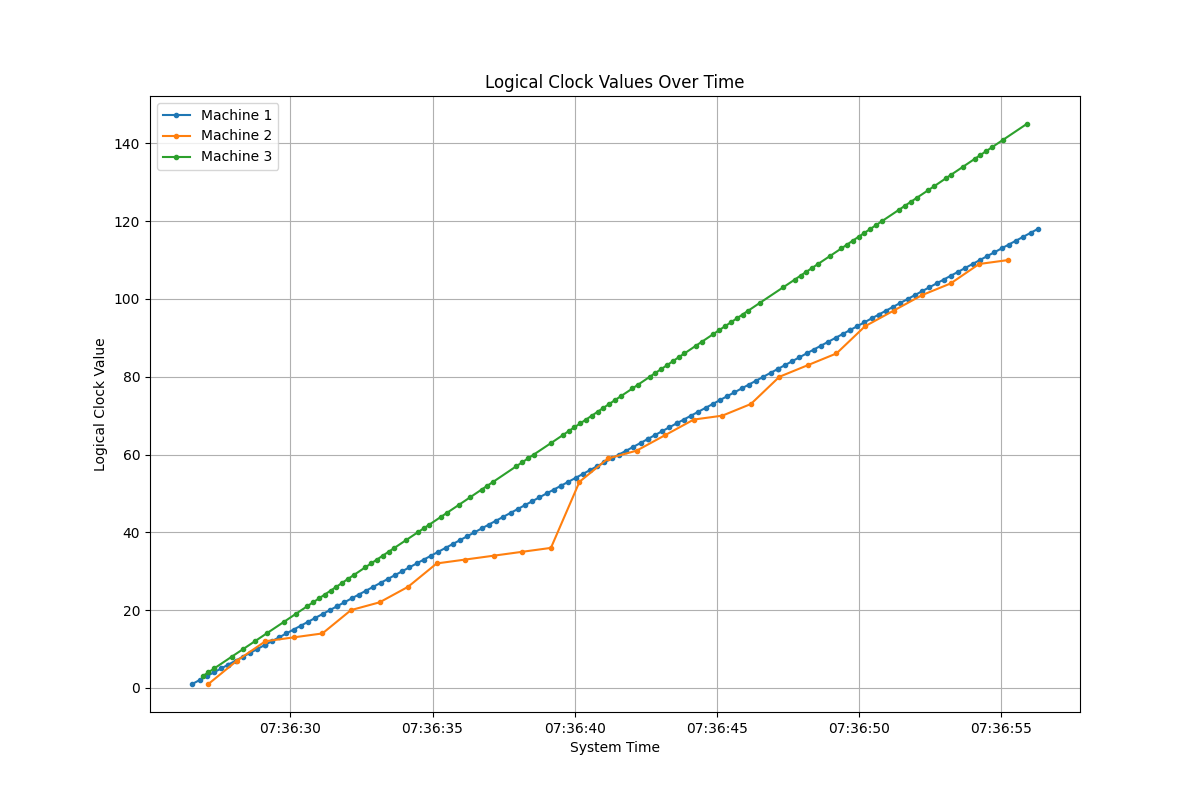 Logical Clock Values Over Time
Machine 1
Machine 2
Machine 3
Logical Clock Value
140
120
100
80
60
40
20
0
07:36:30
07:36:35
07:36:40
07:36:45
07:36:50
07:36:55
System Time